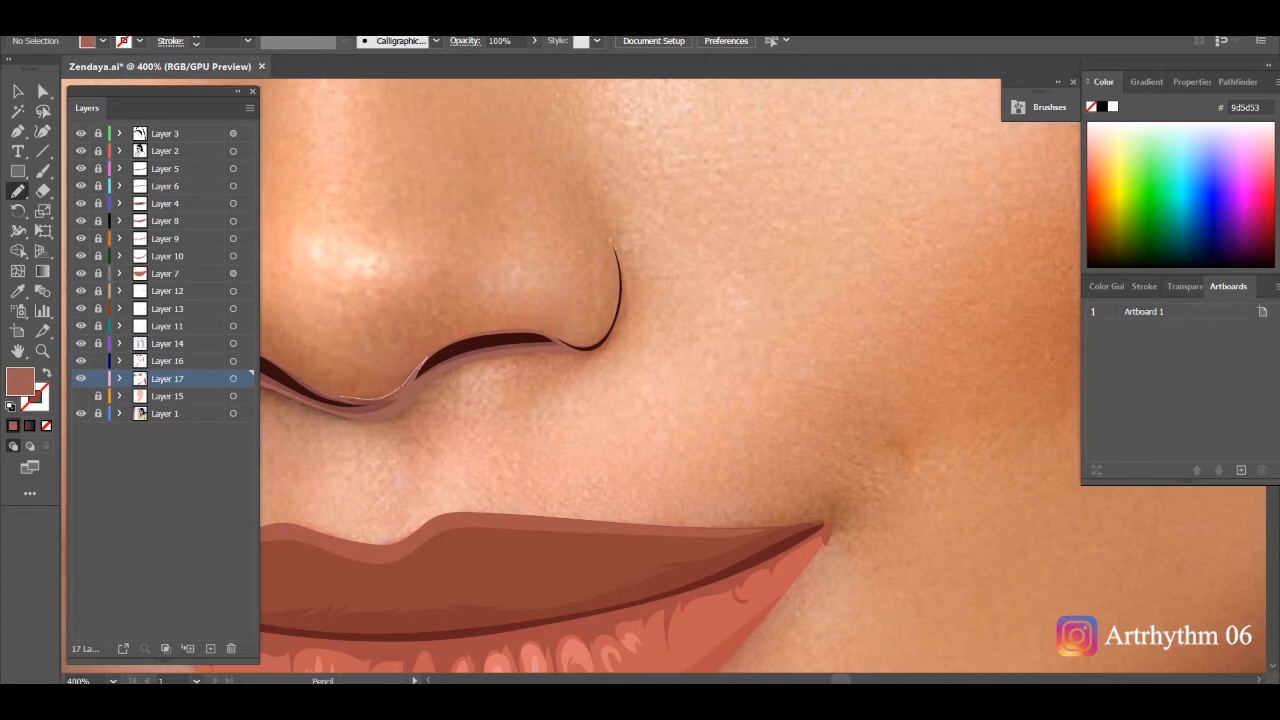 No Selection Stroke: Calligraphic... Opacity: 100% Style: Document Setup Preferences
Zendaya.ai* @ 400% (RGB/GPU Preview)
Layers
Layer 3
Layer 2
Layer 5
Layer 6
Layer 4
Layer 8
Layer 9
Layer 10
Layer 7
Layer 12
Layer 13
Layer 11
Layer 14
Layer 16
Layer 17
Layer 15
Layer 1
17 La...
Brushses
Color Gradient Properties Pathfinder
# 9d5d53
Color Gui Stroke Transpare Artboards
1 Artboard 1
Artrhythm 06
400% 1 Pencil